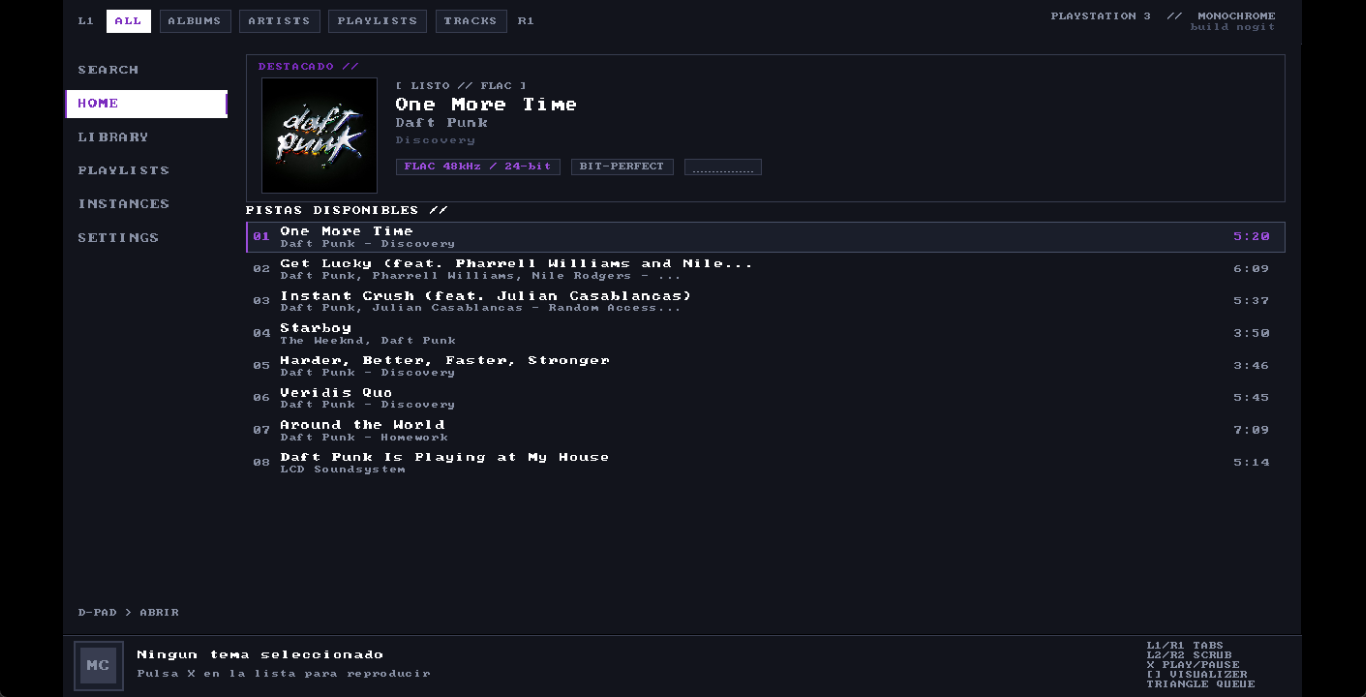 L1 ALL ALBUMS ARTISTS PLAYLISTS TRACKS R1
PLAYSTATION 3 // MONOCHROME
build nogit
SEARCH
HOME
LIBRARY
PLAYLISTS
INSTANCES
SETTINGS
DESTACADO //
daft punk
[ LISTO // FLAC ]
One More Time
Daft Punk
Discovery
FLAC 48kHz / 24-bit
BIT-PERFECT
................
PISTAS DISPONIBLES //
01 One More Time 5:20
Daft Punk - Discovery
02 Get Lucky (feat. Pharrell Williams and Nile... 6:09
Daft Punk, Pharrell Williams, Nile Rodgers - ...
03 Instant Crush (feat. Julian Casablancas) 5:37
Daft Punk, Julian Casablancas - Random Access...
04 Starboy 3:50
The Weeknd, Daft Punk
05 Harder, Better, Faster, Stronger 3:46
Daft Punk - Discovery
06 Veridis Quo 5:45
Daft Punk - Discovery
07 Around the World 7:09
Daft Punk - Homework
08 Daft Punk Is Playing at My House 5:14
LCD Soundsystem
D-PAD > ABRIR
MC
Ningun tema seleccionado
Pulsa X en la lista para reproducir
L1/R1 TABS
L2/R2 SCRUB
X PLAY/PAUSE
[] VISUALIZER
TRIANGLE QUEUE